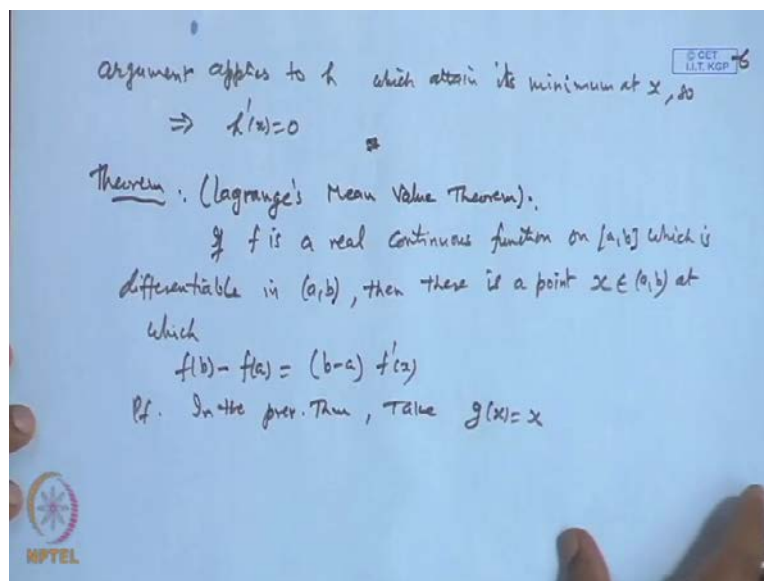 argument applies to h which attain its minimum at x, so
© CET
I.I.T. KGP
-6
⇒ h'(x)=0
Theorem : (Lagrange's Mean Value Theorem).
If f is a real continuous function on [a,b] which is
differentiable in (a,b), then there is a point x ∈ (a,b) at
which
f(b) - f(a) = (b-a) f'(x)
Pf. In the prev. Thm, Take g(x)= x
NPTEL